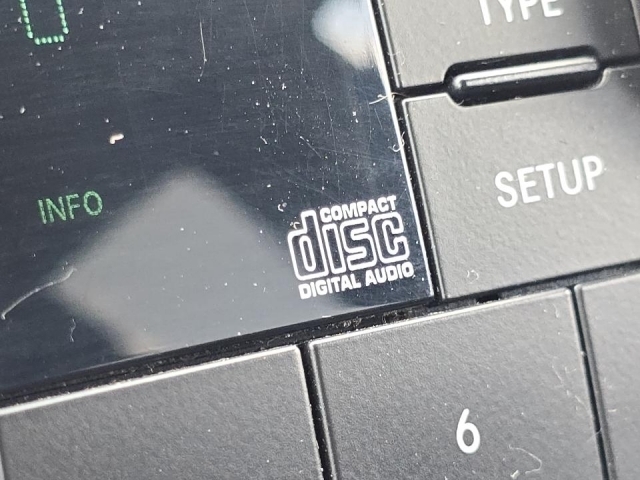 TYPE
SETUP
INFO
COMPACT
disc
DIGITAL AUDIO
6